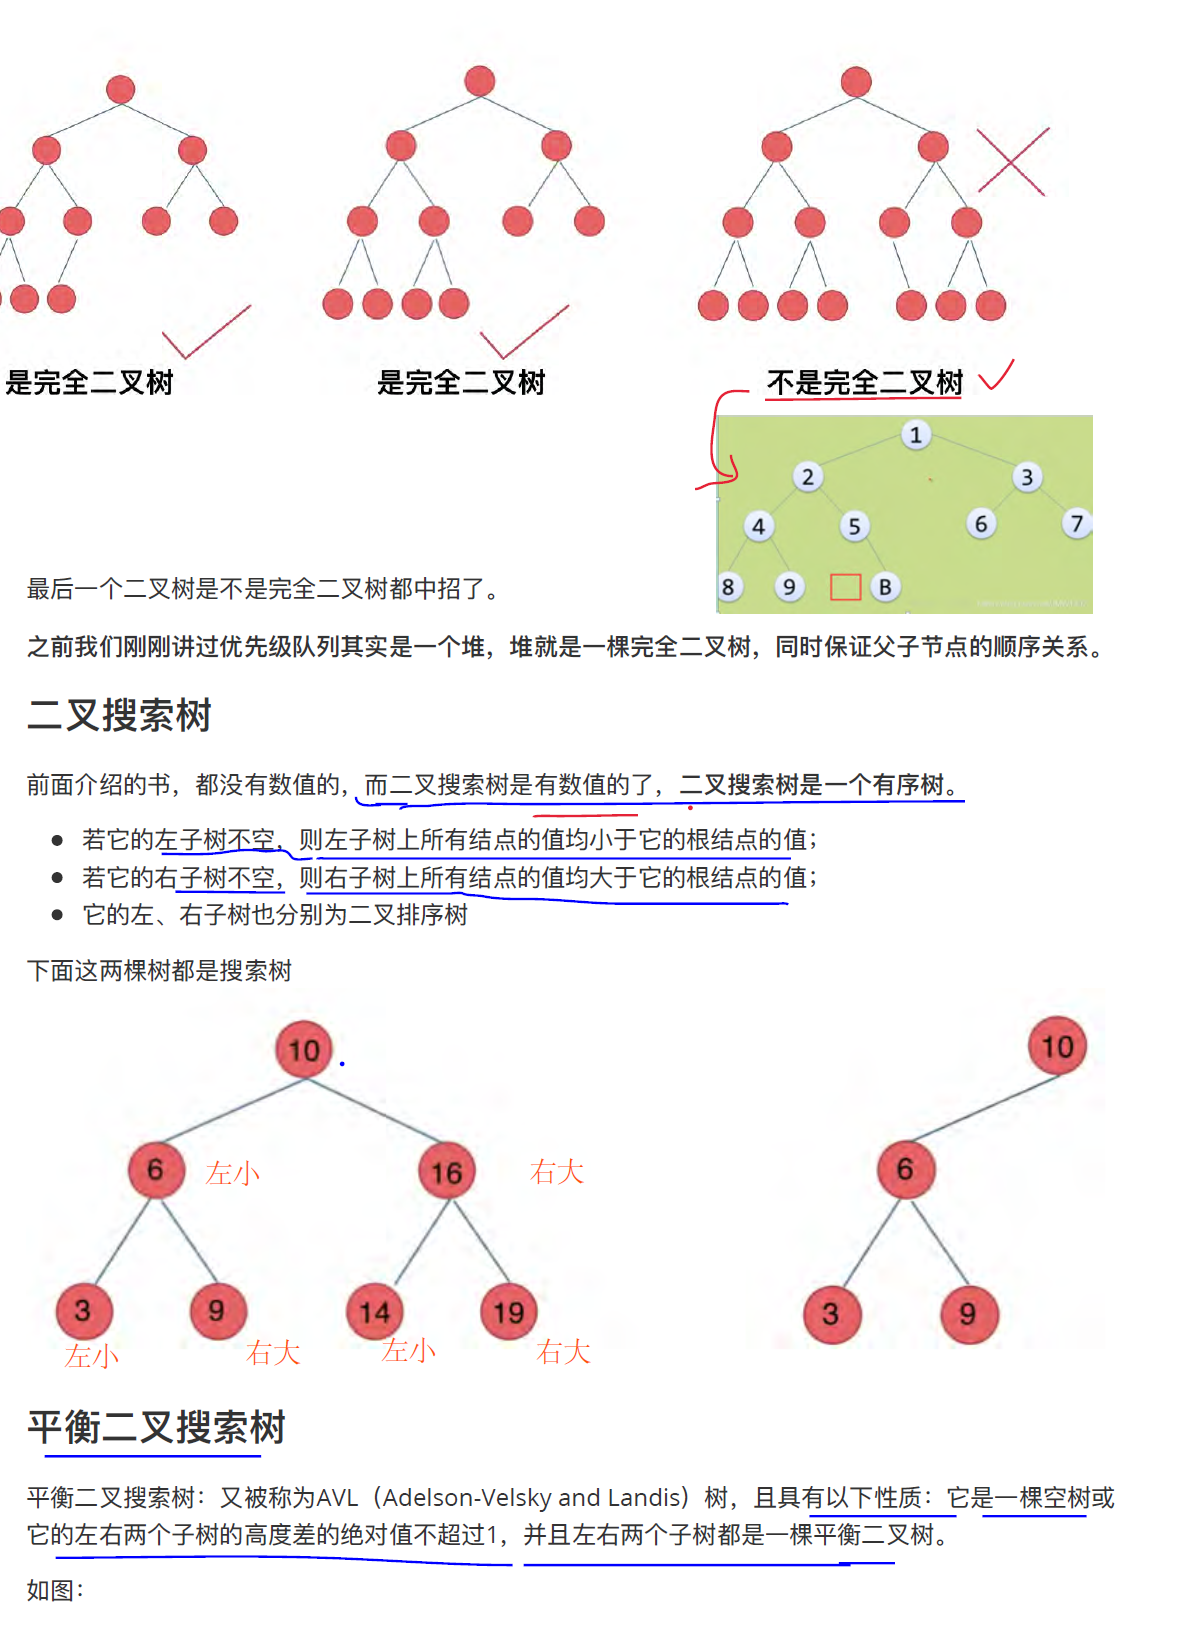 是完全二叉树
是完全二叉树
不是完全二叉树
1
2
3
4
5
6
7
8
9
B
最后一个二叉树是不是完全二叉树都中招了。
之前我们刚刚讲过优先级队列其实是一个堆，堆就是一棵完全二叉树，同时保证父子节点的顺序关系。
二叉搜索树
前面介绍的书，都没有数值的，而二叉搜索树是有数值的了，二叉搜索树是一个有序树。
若它的左子树不空，则左子树上所有结点的值均小于它的根结点的值；
若它的右子树不空，则右子树上所有结点的值均大于它的根结点的值；
它的左、右子树也分别为二叉排序树
下面这两棵树都是搜索树
10
6
左小
16
右大
3
9
14
19
左小
右大
左小
右大
10
6
3
9
平衡二叉搜索树
平衡二叉搜索树：又被称为AVL（Adelson-Velsky and Landis）树，且具有以下性质：它是一棵空树或
它的左右两个子树的高度差的绝对值不超过1，并且左右两个子树都是一棵平衡二叉树。
如图：